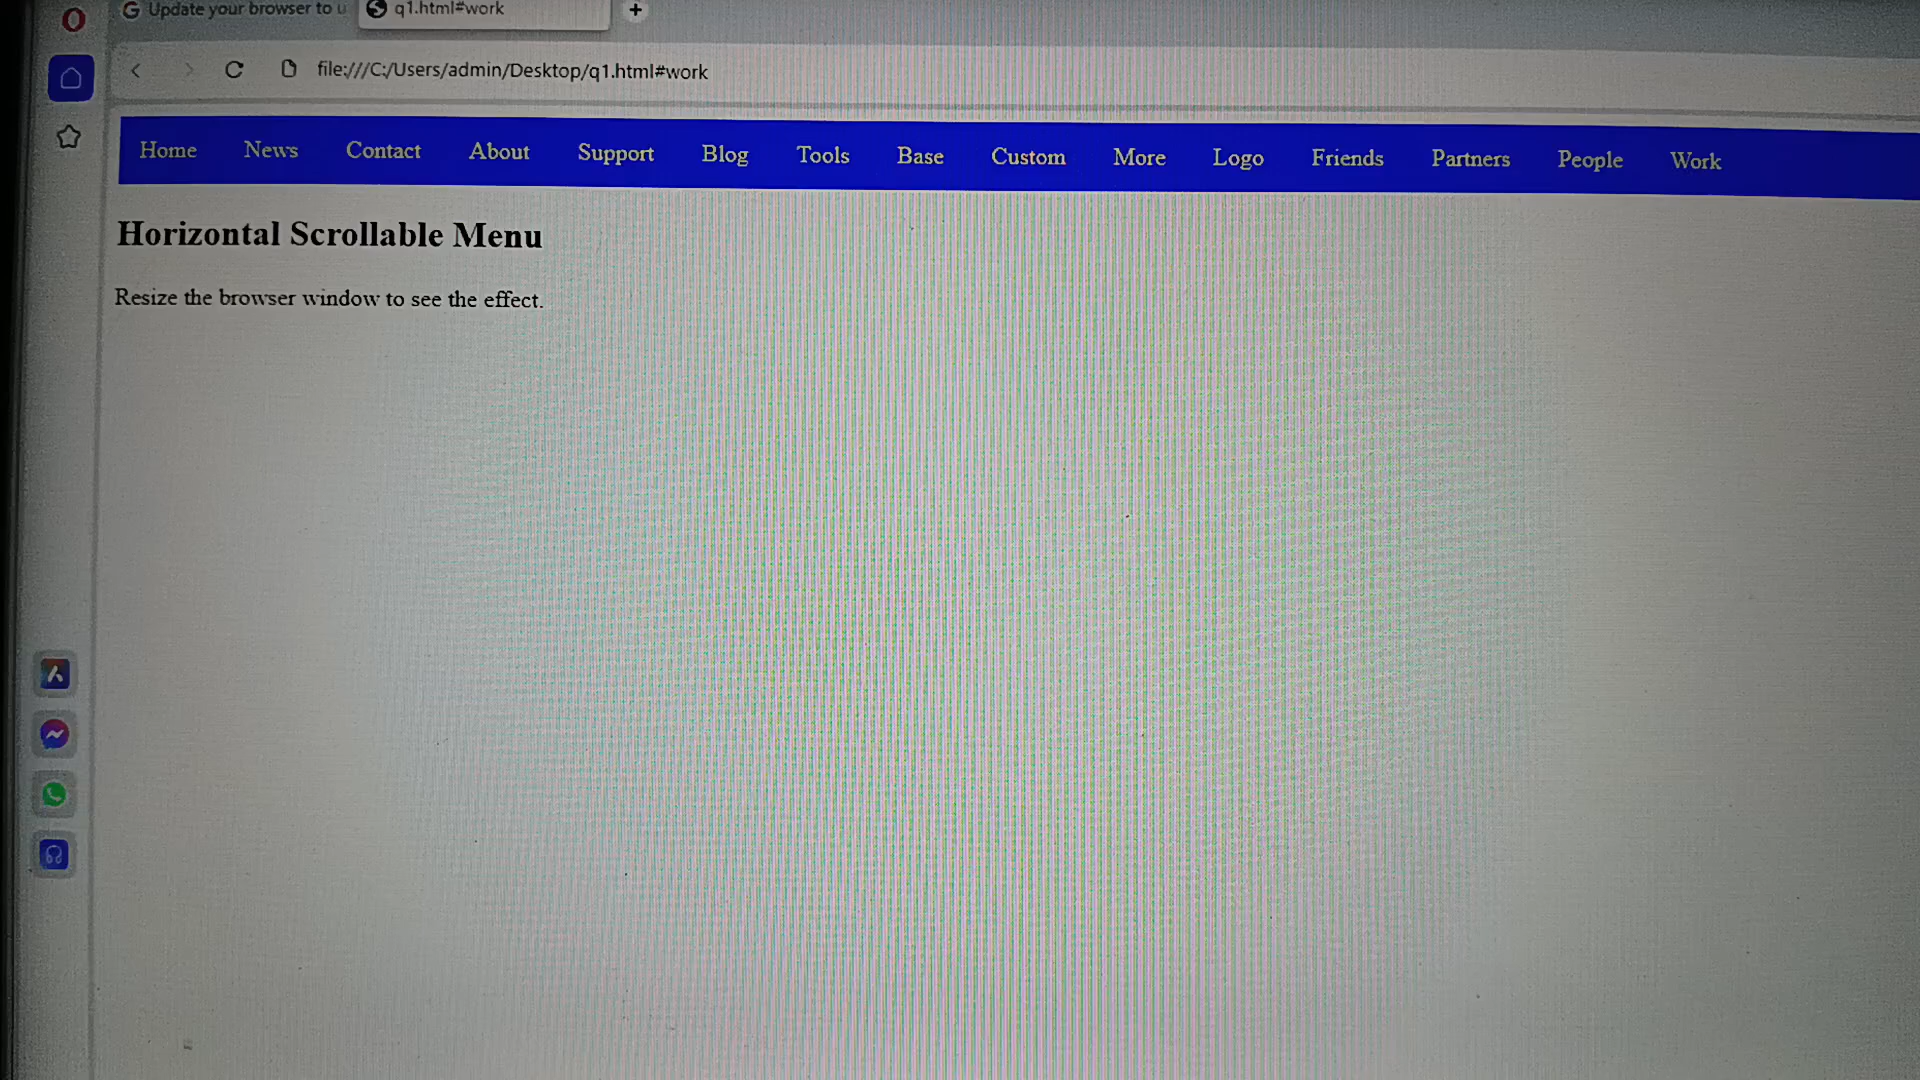 Update your browser to u
q1.html#work
file:///C:/Users/admin/Desktop/q1.html#work
Home News Contact About Support Blog Tools Base Custom More Logo Friends Partners People Work
Horizontal Scrollable Menu
Resize the browser window to see the effect.